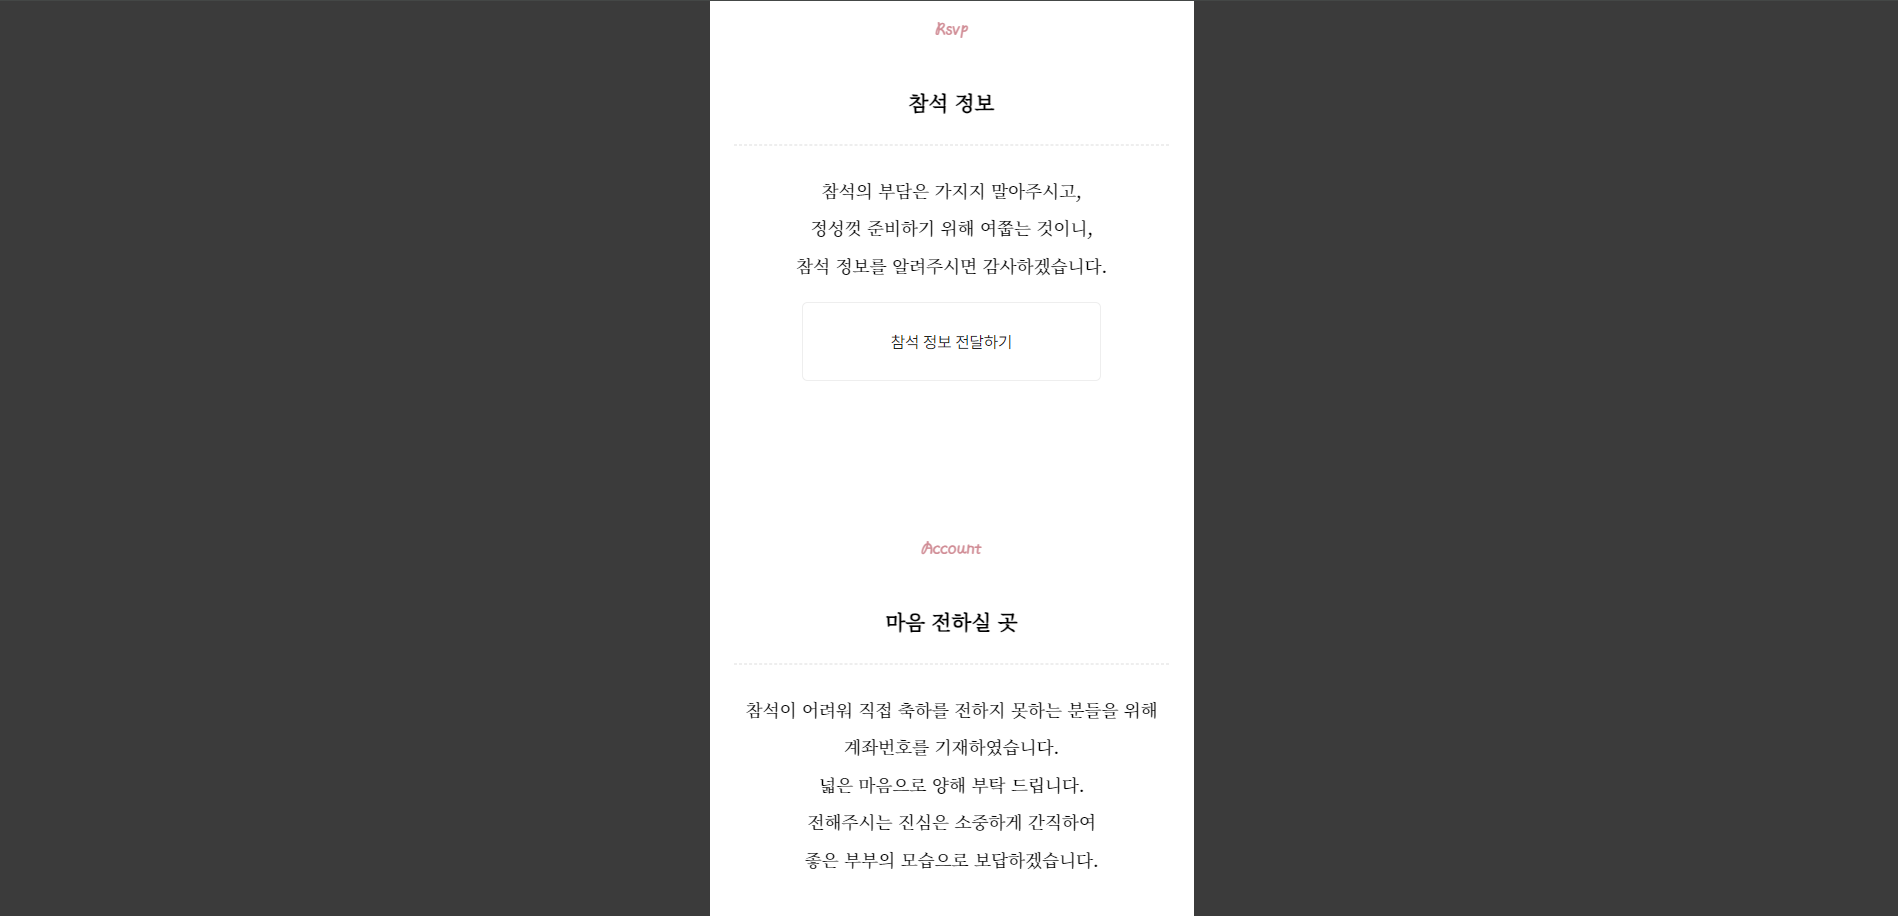 Rsvp
참석 정보
참석의 부담은 가지지 말아주시고,
정성껏 준비하기 위해 여쭙는 것이니,
참석 정보를 알려주시면 감사하겠습니다.
참석 정보 전달하기
Account
마음 전하실 곳
참석이 어려워 직접 축하를 전하지 못하는 분들을 위해
계좌번호를 기재하였습니다.
넓은 마음으로 양해 부탁 드립니다.
전해주시는 진심은 소중하게 간직하여
좋은 부부의 모습으로 보답하겠습니다.